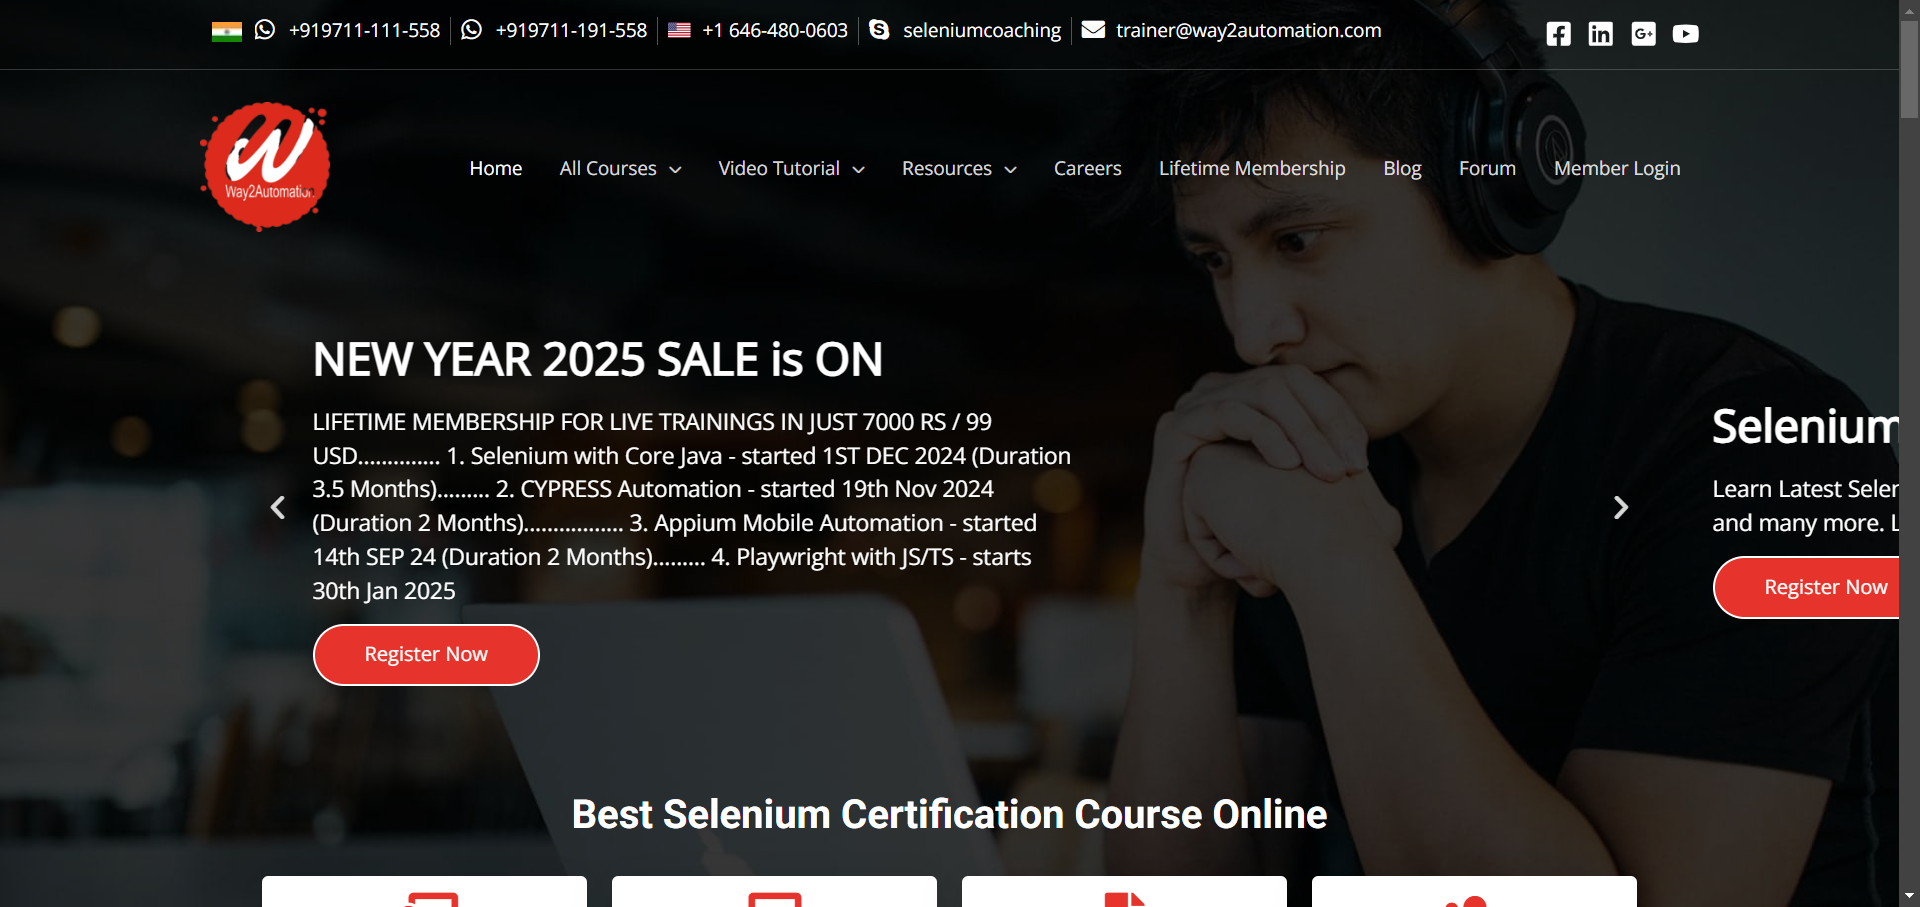 +919711-111-558
+919711-191-558
+1 646-480-0603
seleniumcoaching
trainer@way2automation.com
Way2Automation
Home
All Courses
Video Tutorial
Resources
Careers
Lifetime Membership
Blog
Forum
Member Login
NEW YEAR 2025 SALE is ON
LIFETIME MEMBERSHIP FOR LIVE TRAININGS IN JUST 7000 RS / 99
USD.............. 1. Selenium with Core Java - started 1ST DEC 2024 (Duration
3.5 Months)......... 2. CYPRESS Automation - started 19th Nov 2024
(Duration 2 Months)................. 3. Appium Mobile Automation - started
14th SEP 24 (Duration 2 Months)......... 4. Playwright with JS/TS - starts
30th Jan 2025
Register Now
Selenium
Learn Latest Selen
and many more. L
Register Now
Best Selenium Certification Course Online